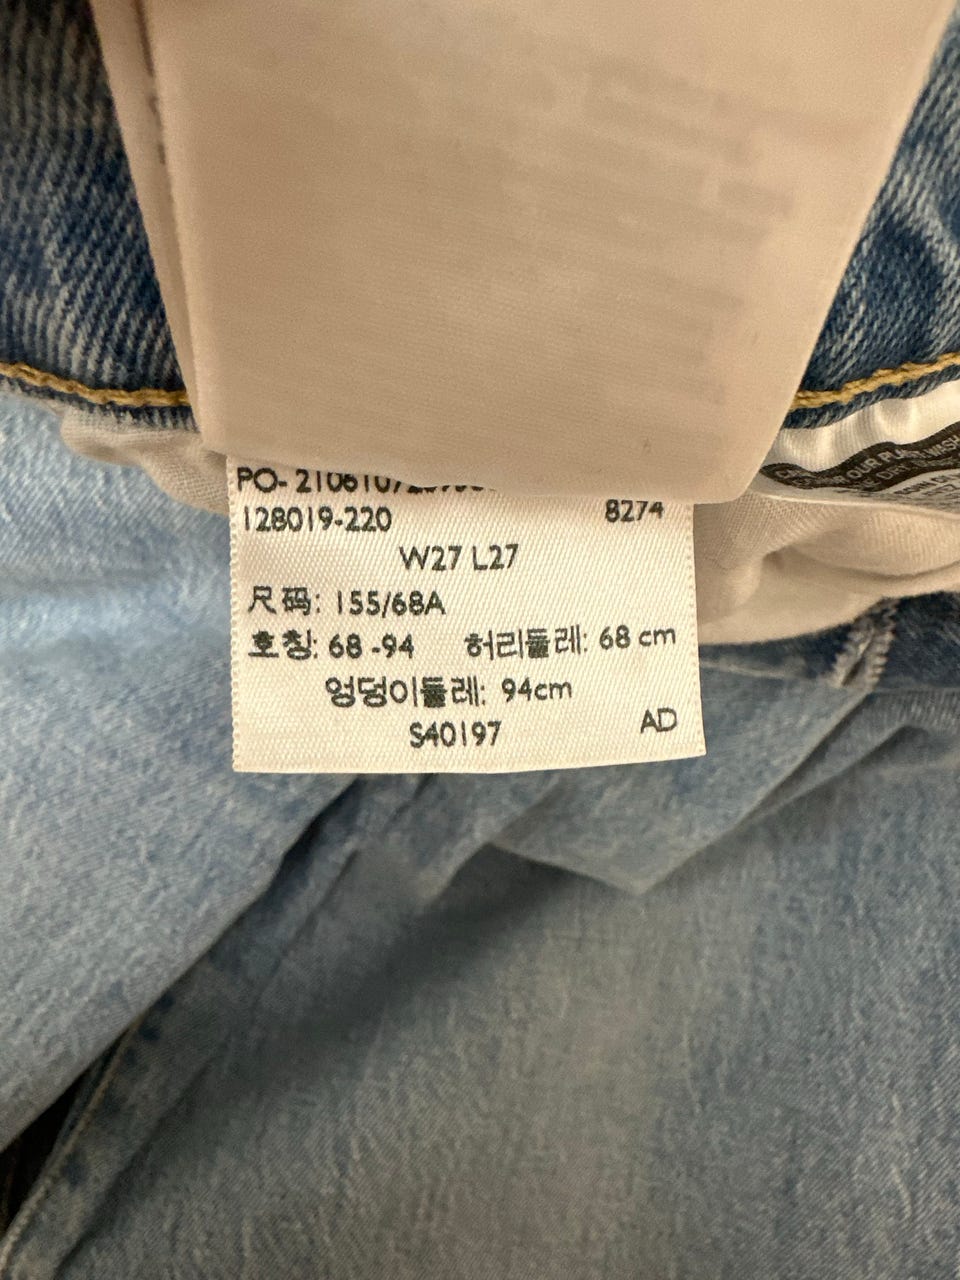 PO-
128019-220 8274
W27 L27
尺码: 155/68A
호칭: 68 -94 허리둘레: 68 cm
엉덩이둘레: 94cm
S40197 AD